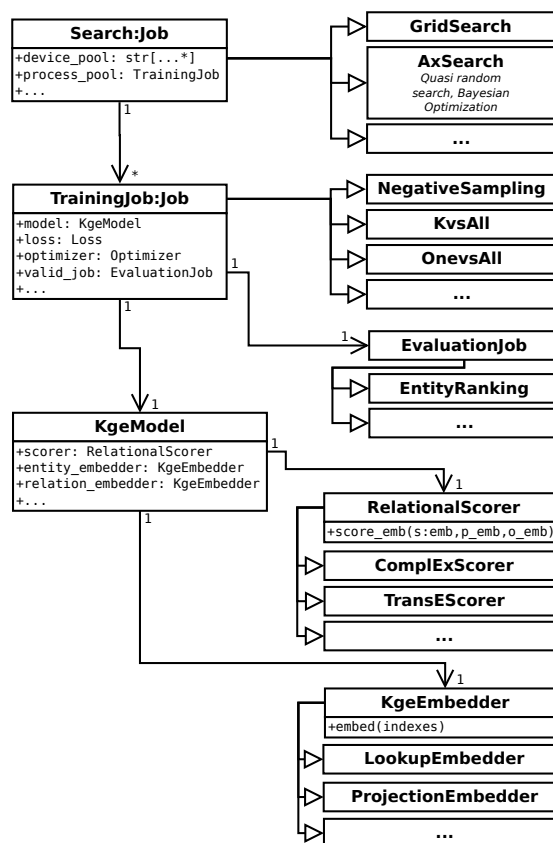 Search:Job
+device_pool: str[...*]
+process_pool: TrainingJob
+...
GridSearch
AxSearch
Quasi random
search, Bayesian
Optimization
...
1
*
TrainingJob:Job
+model: KgeModel
+loss: Loss
+optimizer: Optimizer
+valid_job: EvaluationJob
+...
NegativeSampling
KvsAll
OnevsAll
...
1
1
1
EvaluationJob
EntityRanking
...
1
KgeModel
+scorer: RelationalScorer
+entity_embedder: KgeEmbedder
+relation_embedder: KgeEmbedder
+...
1
1
1
RelationalScorer
+score_emb(s:emb,p_emb,o_emb)
ComplExScorer
TransEScorer
...
1
KgeEmbedder
+embed(indexes)
LookupEmbedder
ProjectionEmbedder
...